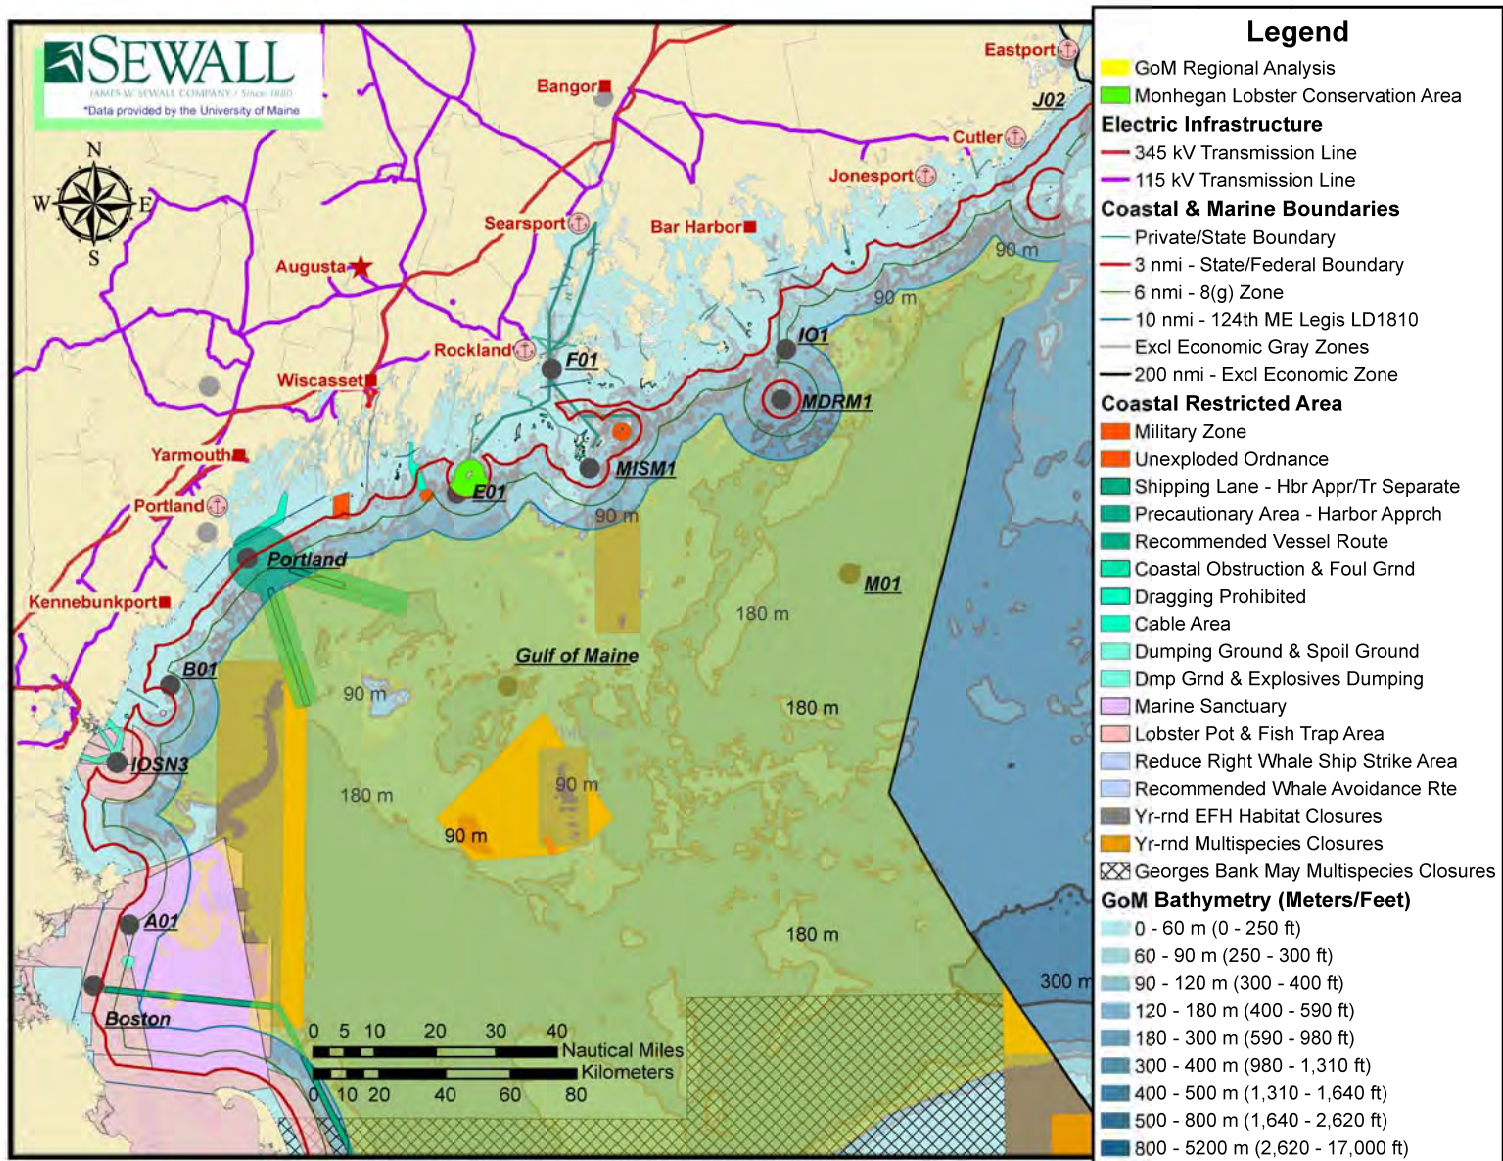 SEWALL
JAMES W. SEWALL COMPANY / Since 1880
*Data provided by the University of Maine
N
W E
S
Eastport
J02
Bangor
Cutler
Jonesport
Searsport
Bar Harbor
Augusta
90 m
90 m
IO1
Rockland
F01
Wiscasset
MDRM1
Yarmouth
MISM1
E01
Portland
90 m
Portland
M01
Kennebunkport
180 m
Gulf of Maine
B01
90 m
180 m
IOSN3
90 m
180 m
90 m
A01
180 m
300 m
Boston
0 5 10 20 30 40
Nautical Miles
Kilometers
0 10 20 40 60 80
Legend
GoM Regional Analysis
Monhegan Lobster Conservation Area
Electric Infrastructure
345 kV Transmission Line
115 kV Transmission Line
Coastal & Marine Boundaries
Private/State Boundary
3 nmi - State/Federal Boundary
6 nmi - 8(g) Zone
10 nmi - 124th ME Legis LD1810
Excl Economic Gray Zones
200 nmi - Excl Economic Zone
Coastal Restricted Area
Military Zone
Unexploded Ordnance
Shipping Lane - Hbr Appr/Tr Separate
Precautionary Area - Harbor Apprch
Recommended Vessel Route
Coastal Obstruction & Foul Grnd
Dragging Prohibited
Cable Area
Dumping Ground & Spoil Ground
Dmp Grnd & Explosives Dumping
Marine Sanctuary
Lobster Pot & Fish Trap Area
Reduce Right Whale Ship Strike Area
Recommended Whale Avoidance Rte
Yr-rnd EFH Habitat Closures
Yr-rnd Multispecies Closures
Georges Bank May Multispecies Closures
GoM Bathymetry (Meters/Feet)
0 - 60 m (0 - 250 ft)
60 - 90 m (250 - 300 ft)
90 - 120 m (300 - 400 ft)
120 - 180 m (400 - 590 ft)
180 - 300 m (590 - 980 ft)
300 - 400 m (980 - 1,310 ft)
400 - 500 m (1,310 - 1,640 ft)
500 - 800 m (1,640 - 2,620 ft)
800 - 5200 m (2,620 - 17,000 ft)